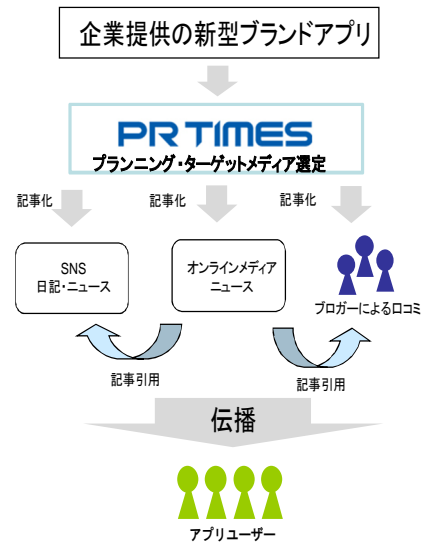 企業提供の新型ブランドアプリ
PR TIMES
プランニング・ターゲットメディア選定
記事化
記事化
記事化
SNS
日記・ニュース
オンラインメディア
ニュース
ブロガーによる口コミ
記事引用
記事引用
伝播
アプリユーザー